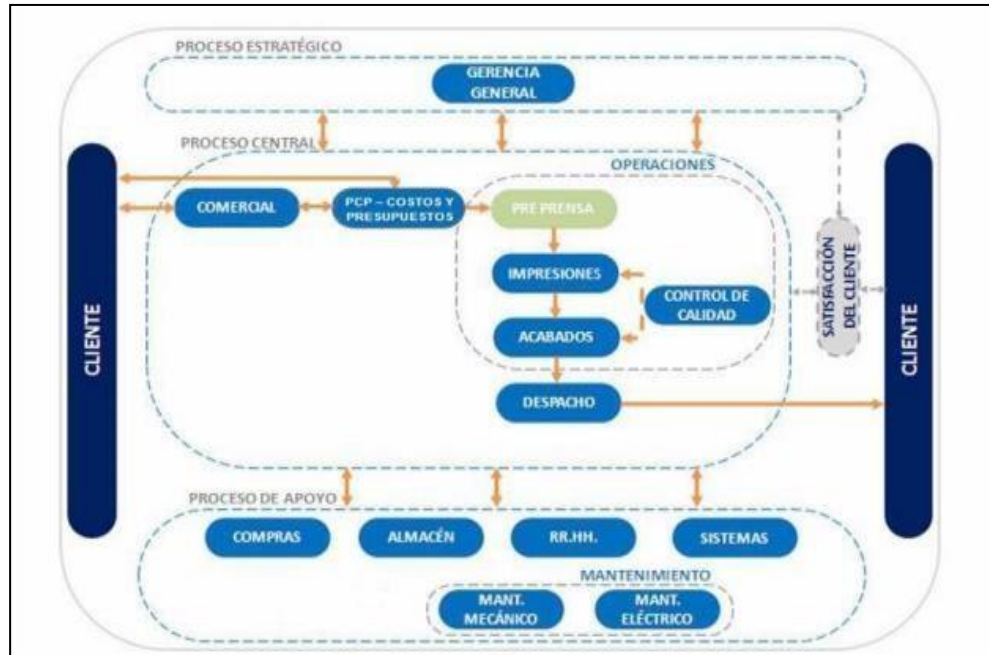 PROCESO ESTRATÉGICO
GERENCIA
GENERAL
PROCESO CENTRAL
OPERACIONES
COMERCIAL
PCP – COSTOS Y
PRESUPUESTOS
PRE PRENSA
IMPRESIONES
CONTROL DE
CALIDAD
ACABADOS
DESPACHO
CLIENTE
SATISFACCIÓN
DEL CLIENTE
CLIENTE
PROCESO DE APOYO
COMPRAS
ALMACÉN
RR.HH.
SISTEMAS
MANTENIMIENTO
MANT.
MECÁNICO
MANT.
ELÉCTRICO